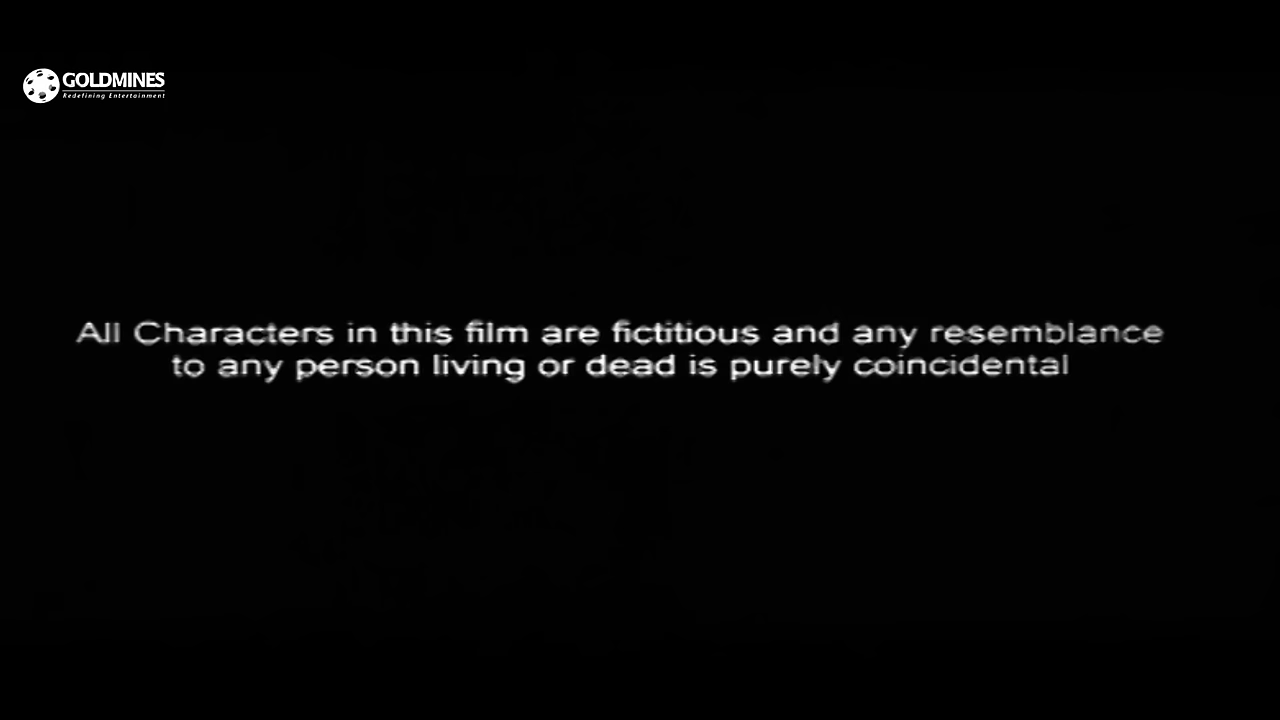 GOLDMINES
Redefining Entertainment
All Characters in this film are fictitious and any resemblance
to any person living or dead is purely coincidental